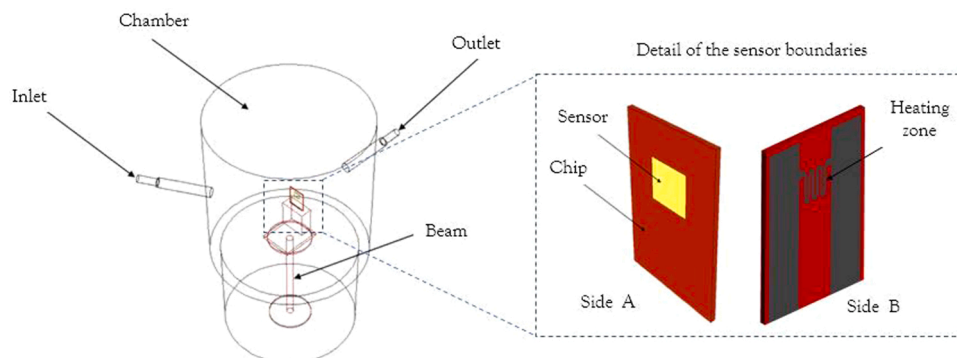 Chamber
Outlet
Inlet
Beam
Detail of the sensor boundaries
Sensor
Chip
Heating
zone
Side A
Side B